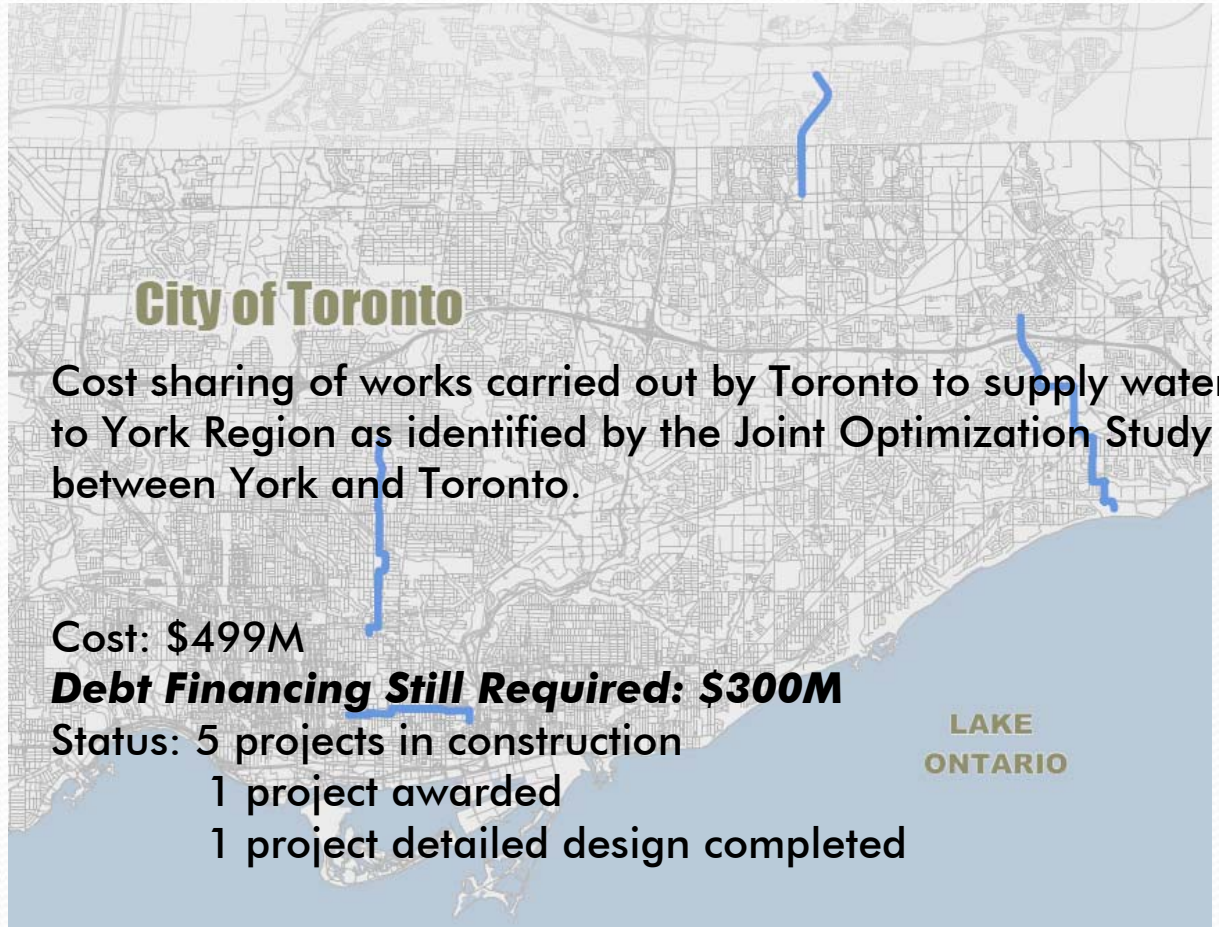 City of Toronto
Cost sharing of works carried out by Toronto to supply water
to York Region as identified by the Joint Optimization Study
between York and Toronto.
Cost: $499M
Debt Financing Still Required: $300M
Status: 5 projects in construction
1 project awarded
1 project detailed design completed
LAKE
ONTARIO